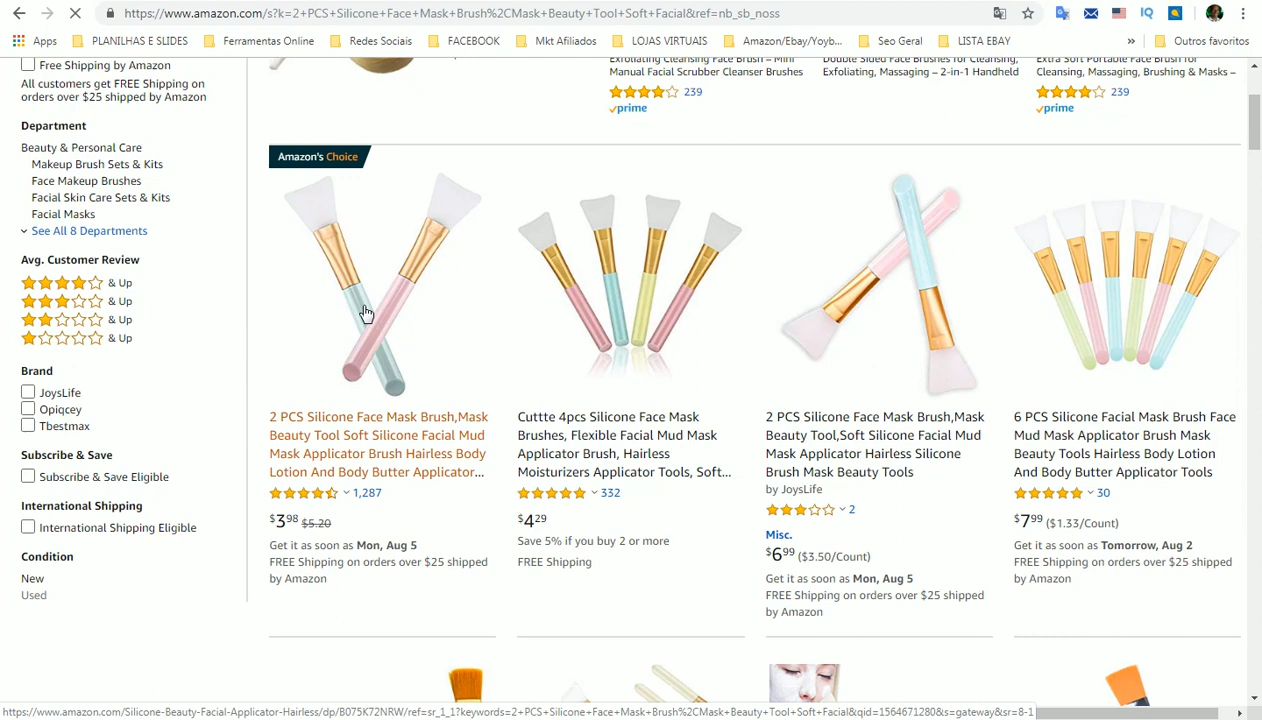 https://www.amazon.com/s?k=2+PCS+Silicone+Face+Mask+Brush%2CMask+Beauty+Tool+Soft+Facial&ref=nb_sb_noss
Apps PLANILHAS E SLIDES Ferramentas Online Redes Sociais FACEBOOK Mkt Afiliados LOJAS VIRTUAIS Amazon/Ebay/Yoyb... Seo Geral LISTA EBAY » Outros favoritos
Free Shipping by Amazon
All customers get FREE Shipping on
orders over $25 shipped by Amazon
Department
Beauty & Personal Care
Makeup Brush Sets & Kits
Face Makeup Brushes
Facial Skin Care Sets & Kits
Facial Masks
See All 8 Departments
Avg. Customer Review
& Up
& Up
& Up
& Up
Brand
JoysLife
Opiqcey
Tbestmax
Subscribe & Save
Subscribe & Save Eligible
International Shipping
International Shipping Eligible
Condition
New
Used
Exfoliating Cleansing Face Brush – Mini
Manual Facial Scrubber Cleanser Brushes
239
prime
Double Sided Face Brushes for Cleansing,
Exfoliating, Massaging – 2-in-1 Handheld
Extra Soft Portable Face Brush for
Cleansing, Massaging, Brushing & Masks –
239
prime
Amazon's Choice
2 PCS Silicone Face Mask Brush,Mask
Beauty Tool Soft Silicone Facial Mud
Mask Applicator Brush Hairless Body
Lotion And Body Butter Applicator...
1,287
$3.98 $5.20
Get it as soon as Mon, Aug 5
FREE Shipping on orders over $25 shipped
by Amazon
Cuttte 4pcs Silicone Face Mask
Brushes, Flexible Facial Mud Mask
Applicator Brush, Hairless
Moisturizers Applicator Tools, Soft...
332
$4.29
Save 5% if you buy 2 or more
FREE Shipping
2 PCS Silicone Face Mask Brush,Mask
Beauty Tool,Soft Silicone Facial Mud
Mask Applicator Hairless Silicone
Brush Mask Beauty Tools
by JoysLife
2
Misc.
$6.99 ($3.50/Count)
Get it as soon as Mon, Aug 5
FREE Shipping on orders over $25 shipped
by Amazon
6 PCS Silicone Facial Mask Brush Face
Mud Mask Applicator Brush Mask
Beauty Tools Hairless Body Lotion
And Body Butter Applicator Tools
30
$7.99 ($1.33/Count)
Get it as soon as Tomorrow, Aug 2
FREE Shipping on orders over $25 shipped
by Amazon
https://www.amazon.com/Silicone-Beauty-Facial-Applicator-Hairless/dp/B075K72NRW/ref=sr_1_1?keywords=2+PCS+Silicone+Face+Mask+Brush%2CMask+Beauty+Tool+Soft+Facial&qid=1564671280&s=gateway&sr=8-1